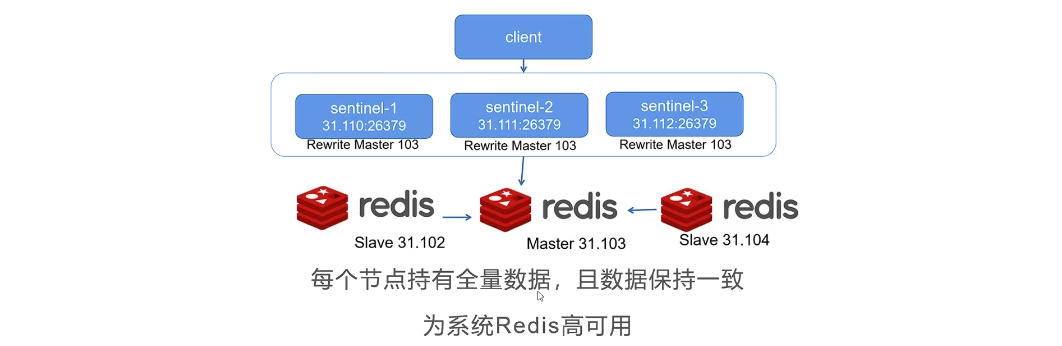 client
sentinel-1 sentinel-2 sentinel-3
31.110:26379 31.111:26379 31.112:26379
Rewrite Master 103 Rewrite Master 103 Rewrite Master 103
redis redis redis
Slave 31.102 Master 31.103 Slave 31.104
每个节点持有全量数据，且数据保持一致
为系统Redis高可用